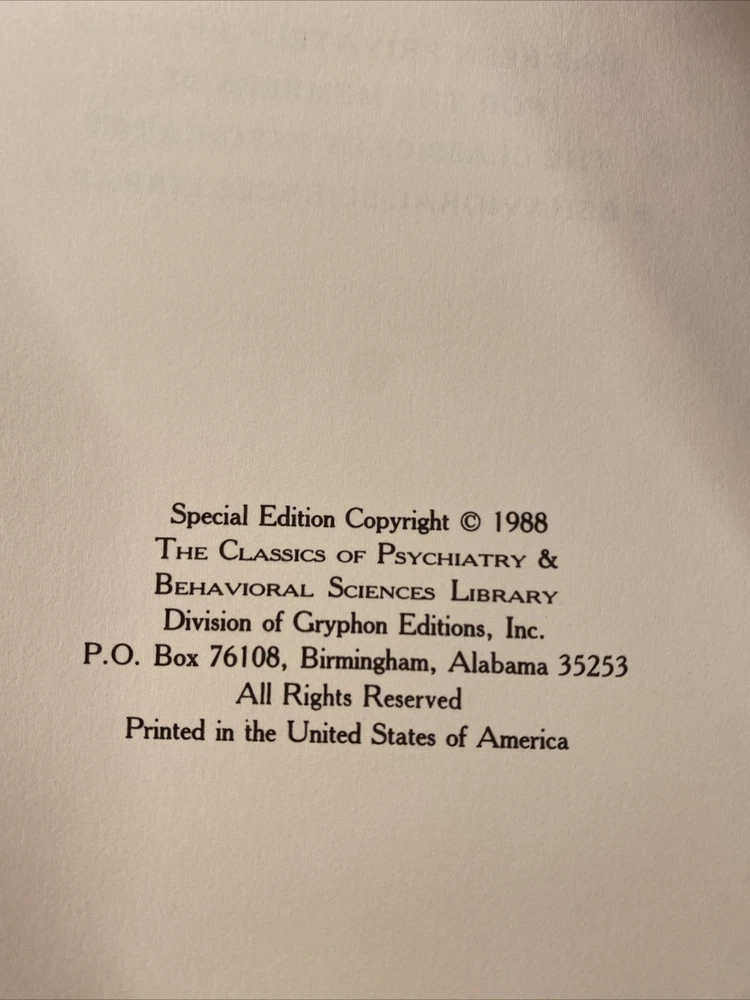 Special Edition Copyright © 1988
THE CLASSICS OF PSYCHIATRY &
BEHAVIORAL SCIENCES LIBRARY
Division of Gryphon Editions, Inc.
P.O. Box 76108, Birmingham, Alabama 35253
All Rights Reserved
Printed in the United States of America